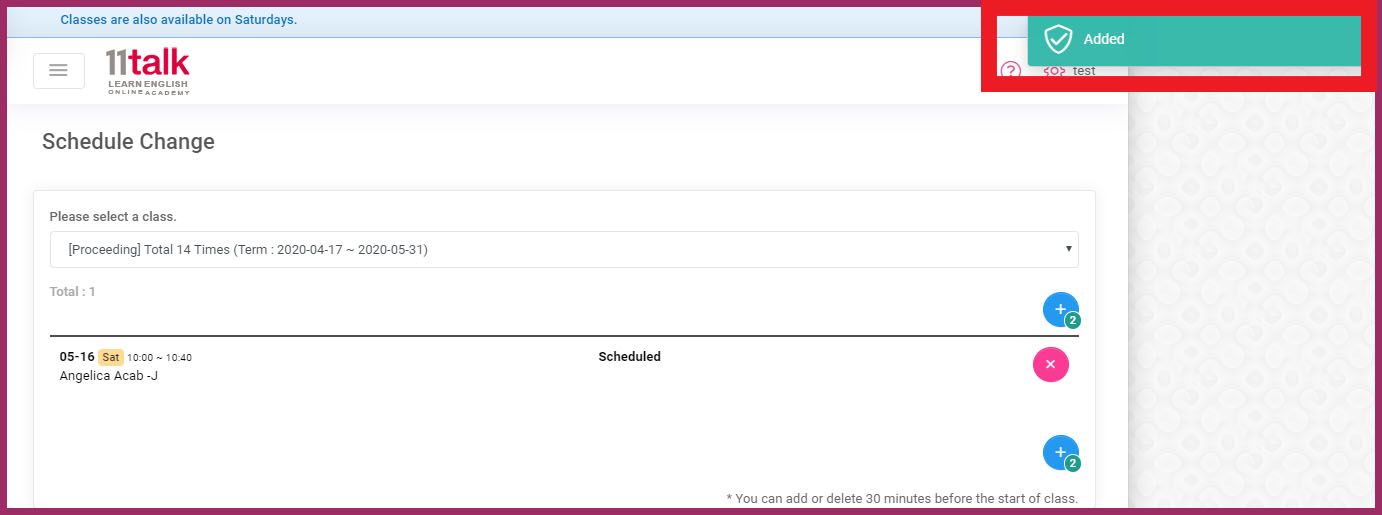 Classes are also available on Saturdays.
Added
11talk
LEARN ENGLISH
ONLINE ACADEMY
?
test
Schedule Change
Please select a class.
[Proceeding] Total 14 Times (Term : 2020-04-17 ~ 2020-05-31)
Total : 1
+
2
05-16 Sat 10:00 ~ 10:40
Scheduled
×
Angelica Acab -J
+
2
* You can add or delete 30 minutes before the start of class.